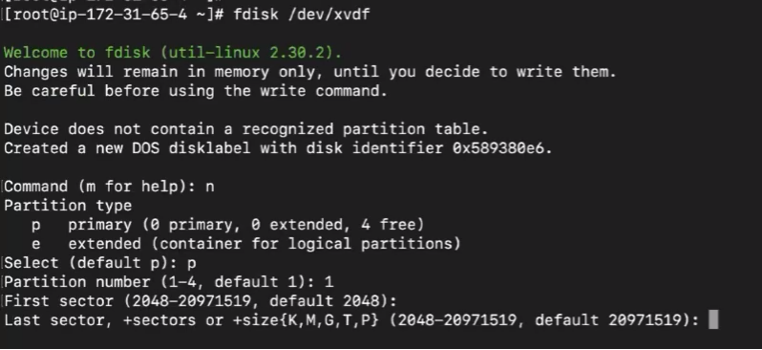 [root@ip-172-31-65-4 ~]# fdisk /dev/xvdf
Welcome to fdisk (util-linux 2.30.2).
Changes will remain in memory only, until you decide to write them.
Be careful before using the write command.
Device does not contain a recognized partition table.
Created a new DOS disklabel with disk identifier 0x589380e6.
Command (m for help): n
Partition type
p primary (0 primary, 0 extended, 4 free)
e extended (container for logical partitions)
Select (default p): p
Partition number (1-4, default 1): 1
First sector (2048-20971519, default 2048):
Last sector, +sectors or +size{K,M,G,T,P} (2048-20971519, default 20971519):